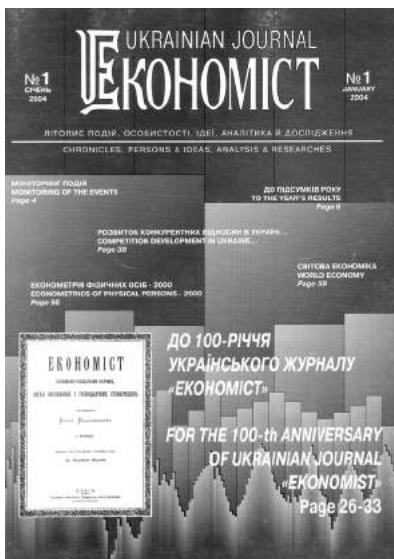 UKRAINIAN JOURNAL
ЕКОНОМІСТ
№1
СІЧЕНЬ
2004
№1
JANUARY
2004
ЛІТОПИС ПОДІЙ, ОСОБИСТОСТІ, ІДЕЇ, АНАЛІТИКА Й ДОСЛІДЖЕННЯ
CHRONICLES, PERSONS & IDEAS, ANALYSIS & RESEARCHES
МОНІТОРИНГ ПОДІЙ
MONITORING OF THE EVENTS
Page 4
ДО ПІДСУМКІВ РОКУ
TO THE YEAR'S RESULTS
Page 6
РОЗВИТОК КОНКУРЕНТНИХ ВІДНОСИН В УКРАЇНІ...
COMPETITION DEVELOPMENT IN UKRAINE...
Page 38
СВІТОВА ЕКОНОМІКА
WORLD ECONOMY
Page 59
ЕКОНОМЕТРІЯ ФІЗИЧНИХ ОСІБ - 2000
ECONOMETRICS OF PHYSICAL PERSONS - 2000
Page
ЕКОНОМІСТ
ДО 100-РІЧЧЯ
УКРАЇНСЬКОГО ЖУРНАЛУ
«ЕКОНОМІСТ»
FOR THE 100-th ANNIVERSARY
OF UKRAINIAN JOURNAL
«EKONOMIST»
Page 26-33